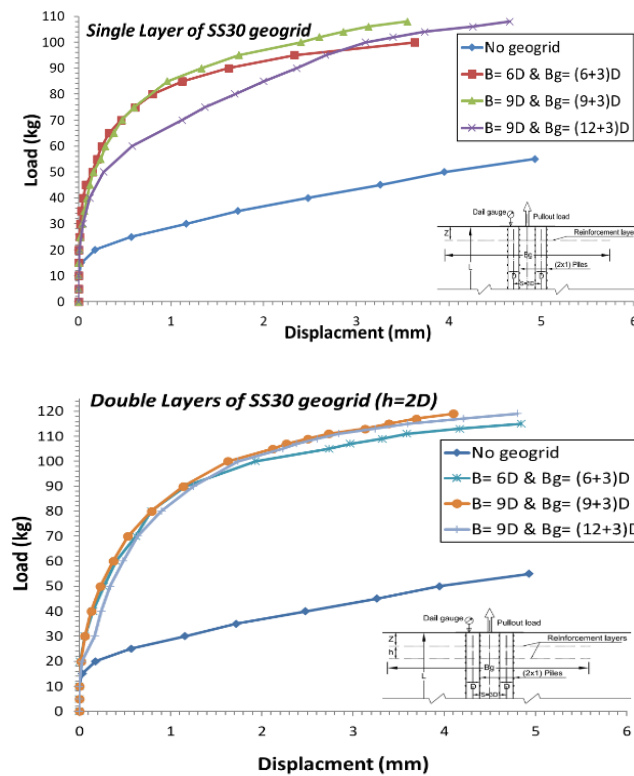 Single Layer of SS30 geogrid
110
100
90
80
70
60
50
40
30
20
10
0
Load (kg)
No geogrid
B= 6D & Bg= (6+3)D
B= 9D & Bg= (9+3)D
B= 9D & Bg= (12+3)D
Dail gauge
Pullout load
Reinforcement layer
Z
L
Bg
(2x1) Piles
D
D
0 1 2 3 4 5 6
Displacment (mm)
Double Layers of SS30 geogrid (h=2D)
120
110
100
90
80
70
60
50
40
30
20
10
0
Load (kg)
No geogrid
B= 6D & Bg= (6+3)D
B= 9D & Bg= (9+3)D
B= 9D & Bg= (12+3)D
Dail gauge
Pullout load
Reinforcement layers
Z
h
L
Bg
(2x1) Piles
D
D
0 1 2 3 4 5 6
Displacment (mm)